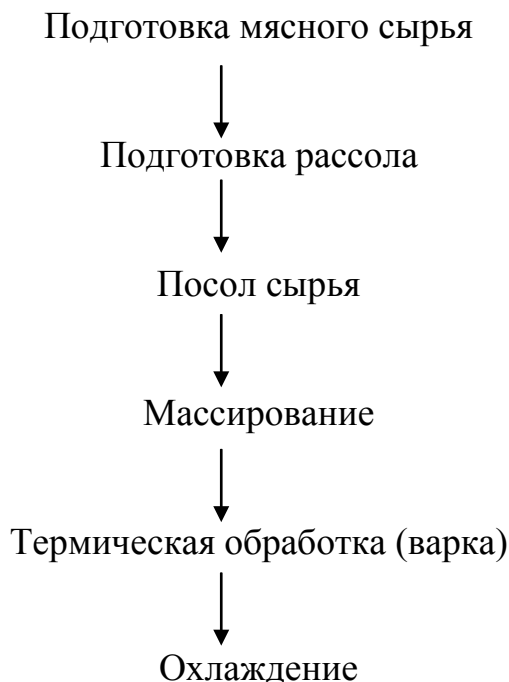 Подготовка мясного сырья
Подготовка рассола
Посол сырья
Массирование
Термическая обработка (варка)
Охлаждение